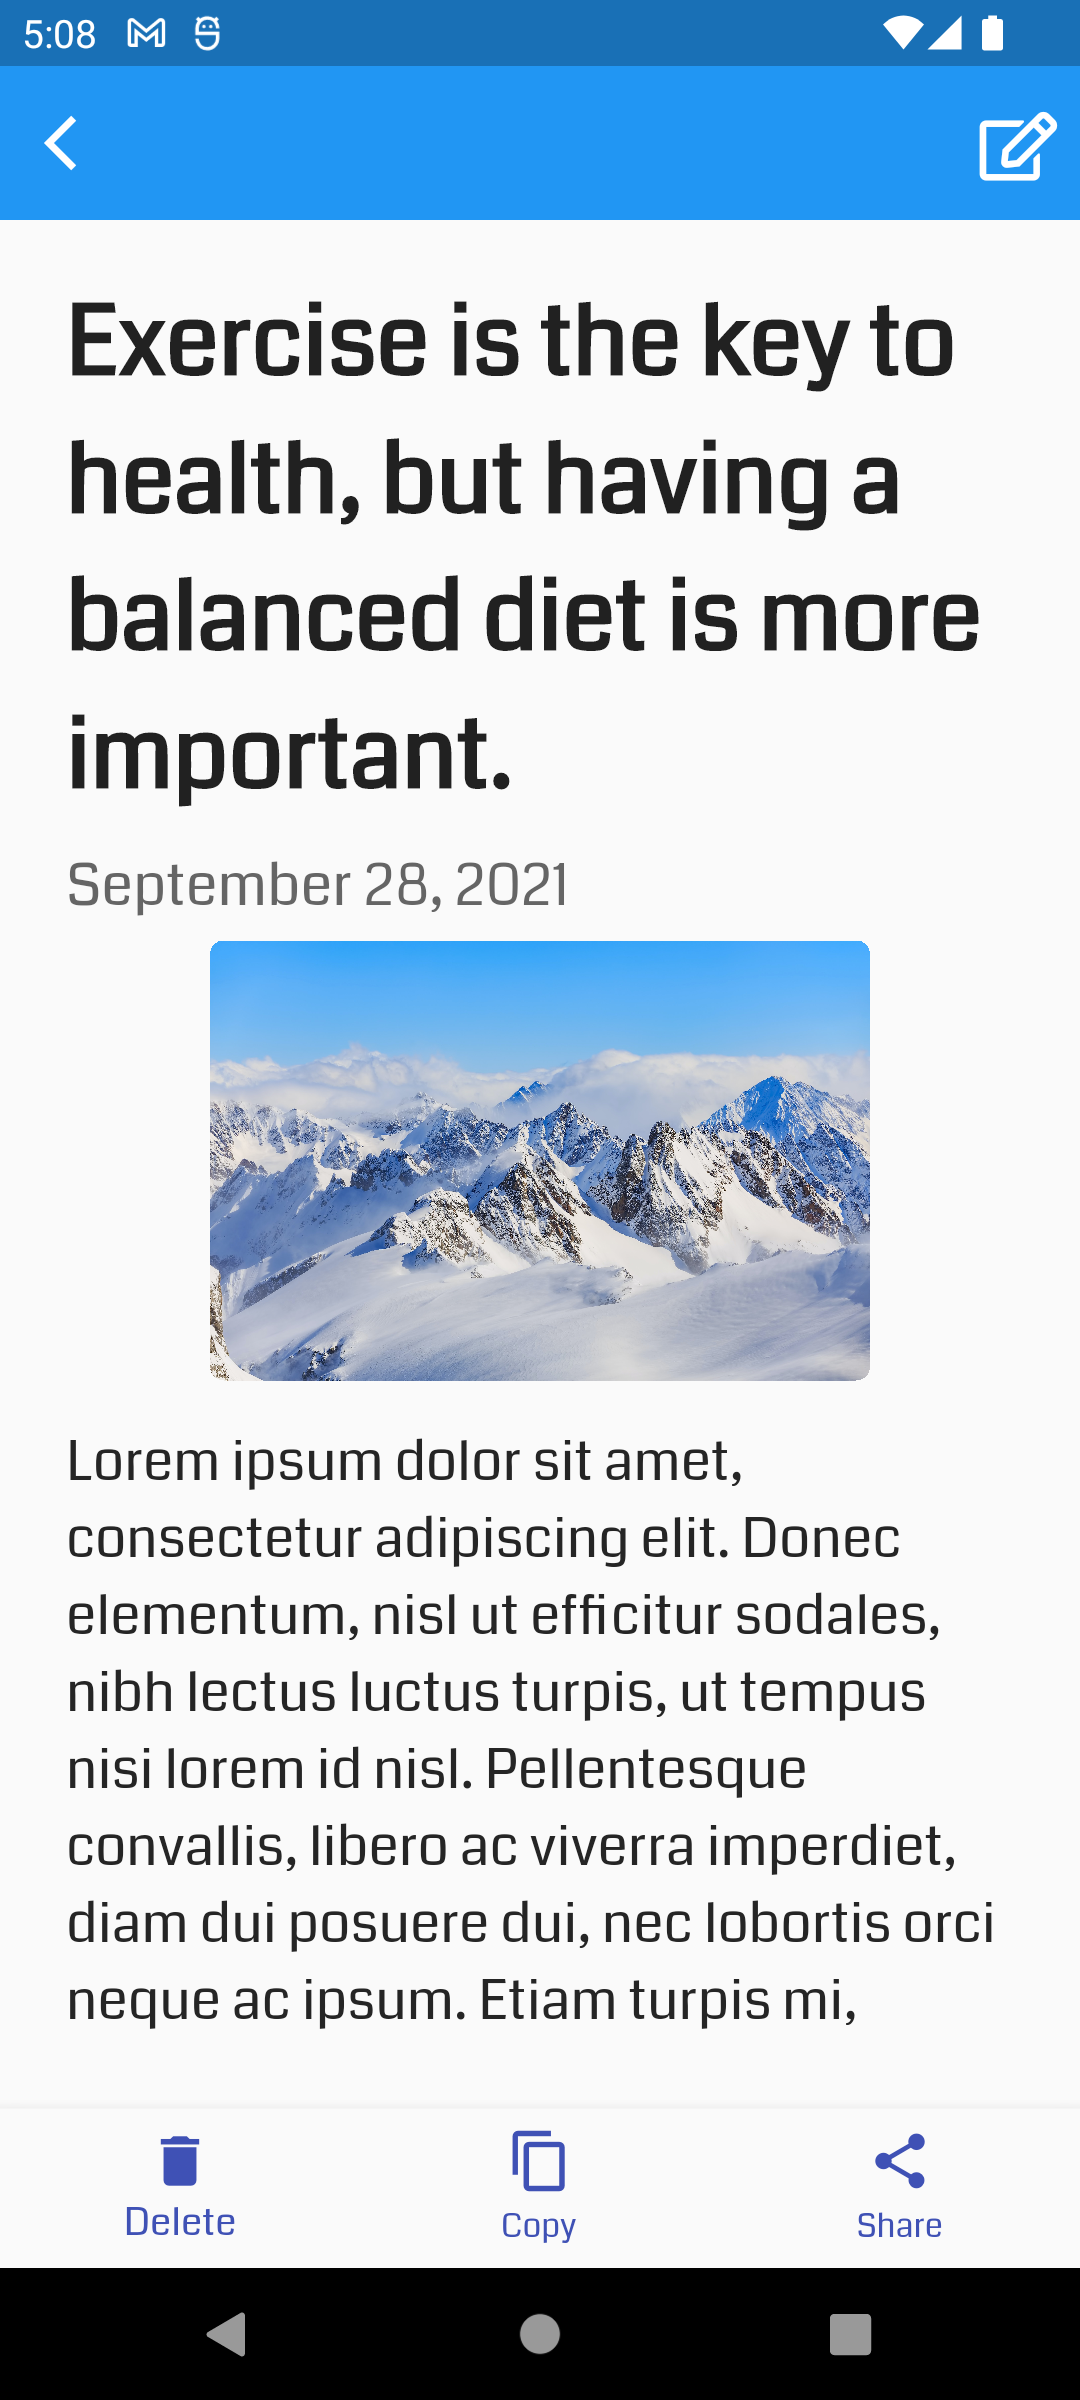 5:08
Exercise is the key to
health, but having a
balanced diet is more
important.
September 28, 2021
Lorem ipsum dolor sit amet,
consectetur adipiscing elit. Donec
elementum, nisl ut efficitur sodales,
nibh lectus luctus turpis, ut tempus
nisi lorem id nisl. Pellentesque
convallis, libero ac viverra imperdiet,
diam dui posuere dui, nec lobortis orci
neque ac ipsum. Etiam turpis mi,
Delete
Copy
Share